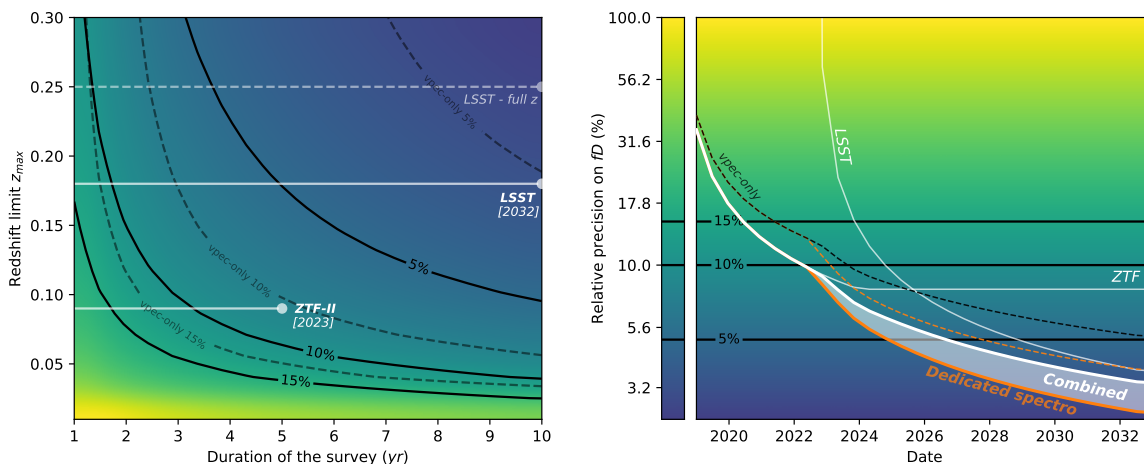 0.30
0.25
0.20
0.15
0.10
0.05
Redshift limit zmax
1 2 3 4 5 6 7 8 9 10
Duration of the survey (yr)
vpec-only 5%
LSST - full z
LSST
[2032]
5%
vpec-only 10%
ZTF-II
[2023]
vpec-only 15%
10%
15%
100.0
56.2
31.6
17.8
10.0
5.6
3.2
Relative precision on fD (%)
LSST
vpec-only
15%
10%
ZTF
5%
Combined
Dedicated spectro
2020 2022 2024 2026 2028 2030 2032
Date